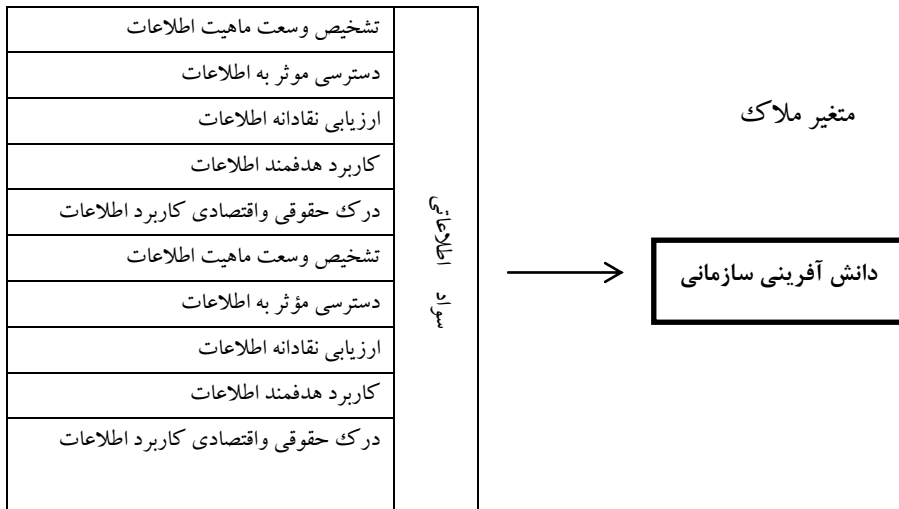 متغیر ملاک
دانش آفرینی سازمانی
سواد اطلاعاتی
تشخیص وسعت ماهیت اطلاعات
دسترسی موثر به اطلاعات
ارزیابی نقادانه اطلاعات
کاربرد هدفمند اطلاعات
درک حقوقی واقتصادی کاربرد اطلاعات
تشخیص وسعت ماهیت اطلاعات
دسترسی مؤثر به اطلاعات
ارزیابی نقادانه اطلاعات
کاربرد هدفمند اطلاعات
درک حقوقی واقتصادی کاربرد اطلاعات